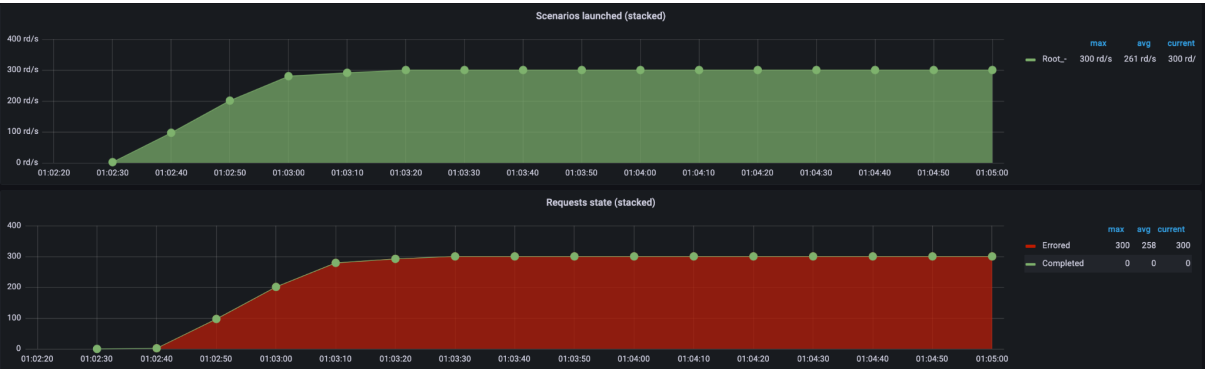 Scenarios launched (stacked)
400 rd/s
300 rd/s
200 rd/s
100 rd/s
0 rd/s
01:02:20 01:02:30 01:02:40 01:02:50 01:03:00 01:03:10 01:03:20 01:03:30 01:03:40 01:03:50 01:04:00 01:04:10 01:04:20 01:04:30 01:04:40 01:04:50 01:05:00
max avg current
Root_- 300 rd/s 261 rd/s 300 rd/
Requests state (stacked)
400
300
200
100
0
01:02:20 01:02:30 01:02:40 01:02:50 01:03:00 01:03:10 01:03:20 01:03:30 01:03:40 01:03:50 01:04:00 01:04:10 01:04:20 01:04:30 01:04:40 01:04:50 01:05:00
max avg current
Errored 300 258 300
Completed 0 0 0